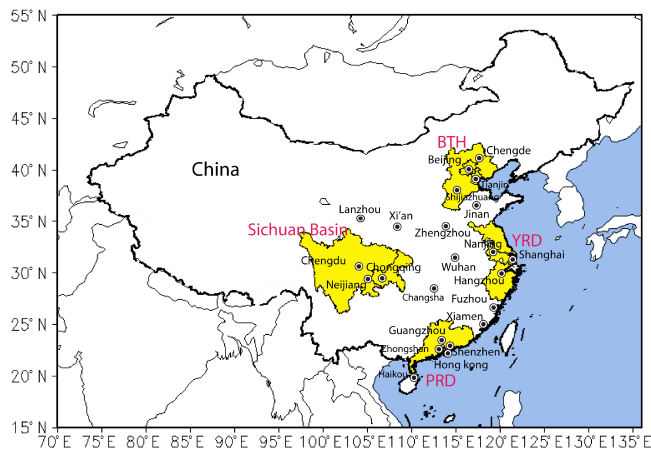 55°N
50°N
45°N
40°N
35°N
30°N
25°N
20°N
15°N
BTH
Chengde
Beijing
China
Tianjin
Shijiazhuang
Lanzhou
Xi'an
Jinan
Sichuan Basin
Zhengzhou
YRD
Nanjing
Shanghai
Chengdu
Chongqing
Wuhan
Hangzhou
Neijiang
Changsha
Fuzhou
Xiamen
Guangzhou
Zhongshan
Shenzhen
Hong kong
Haikou
PRD
70°E 75°E 80°E 85°E 90°E 95°E 100°E 105°E 110°E 115°E 120°E 125°E 130°E 135°E